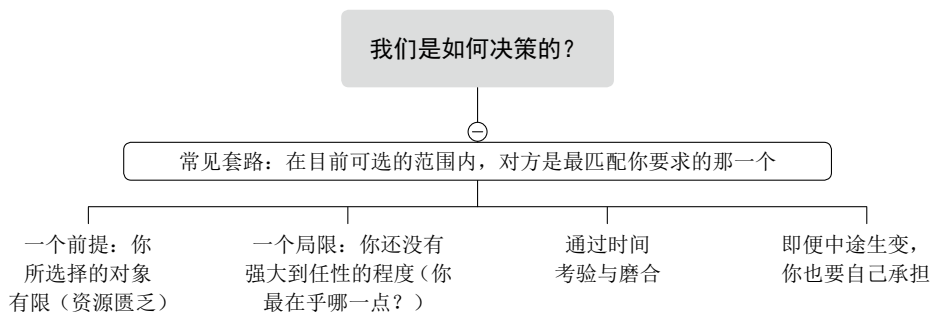 我们是如何决策的？
常见套路：在目前可选的范围内，对方是最匹配你要求的那一个
一个前提：你
所选择的对象
有限（资源匮乏）
一个局限：你还没有
强大到任性的程度（你
最在乎哪一点？）
通过时间
考验与磨合
即便中途生变，
你也要自己承担